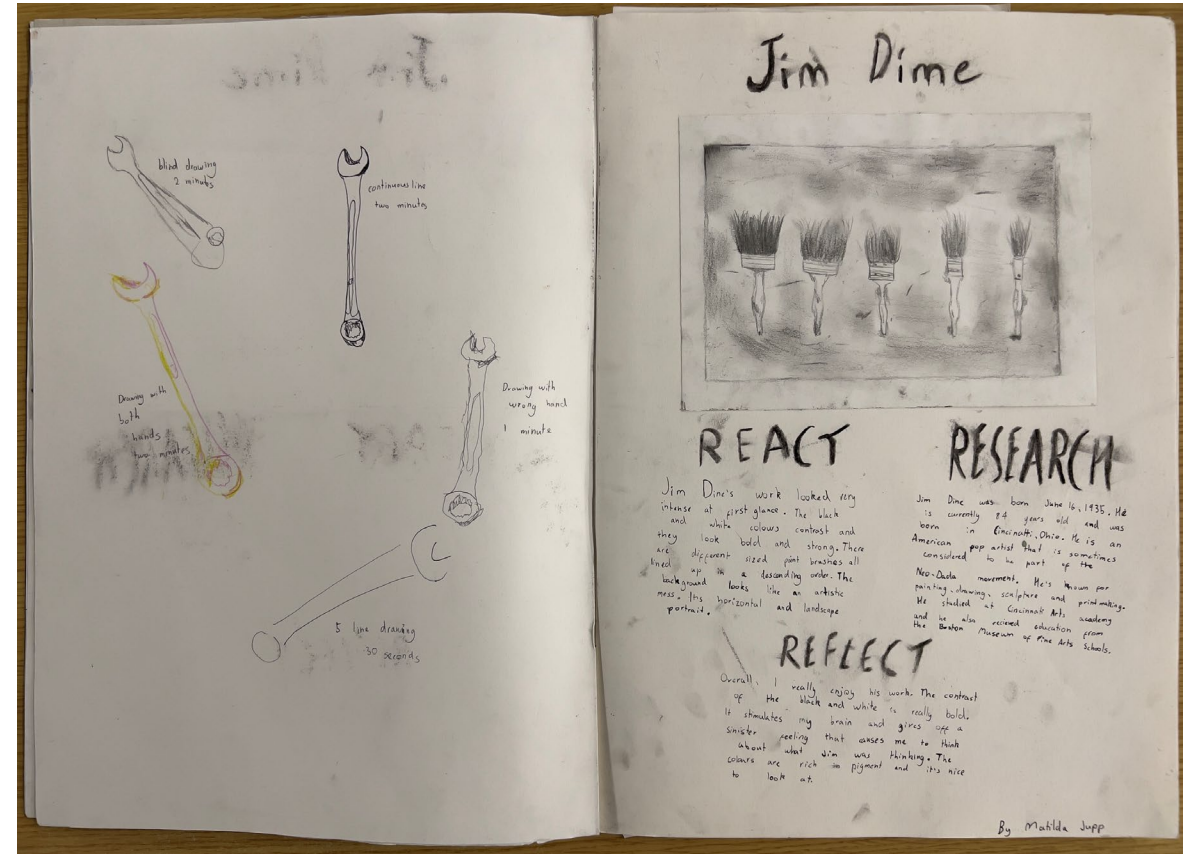 blind drawing
2 minutes
continuous line
two minutes
Drawing with
both
hands
two minutes
Drawing with
wrong hand
1 minute
5 line drawing
30 seconds
Jim Dime
REACT
Jim Dine's work looked very
intense at first glance. The black
and white colours contrast and
they look bold and strong. There
are different sized paint brushes all
lined up in a descanding order. The
background looks like an artistic
mess. Its horizontal and landscape
portrait.
RESEARCH
Jim Dine was born June 16, 1935. He
is currently 84 years old and was
born in Cincinatti, Ohio. He is an
American pop artist that is sometimes
considered to be part of the
Neo-Dada movement. He's known for
painting, drawing, sculpture and printmaking.
He studied at Cincinnati Arts academy
and he also recieved education from
the Boston Museum of Fine Arts Schools.
REFLECT
Overall, I really enjoy his work. The contrast
of the black and white is really bold.
It stimulates my brain and gives off a
sinister feeling that causes me to think
about what Jim was thinking. The
colours are rich in pigment and it's nice
to look at.
By Matilda Jupp